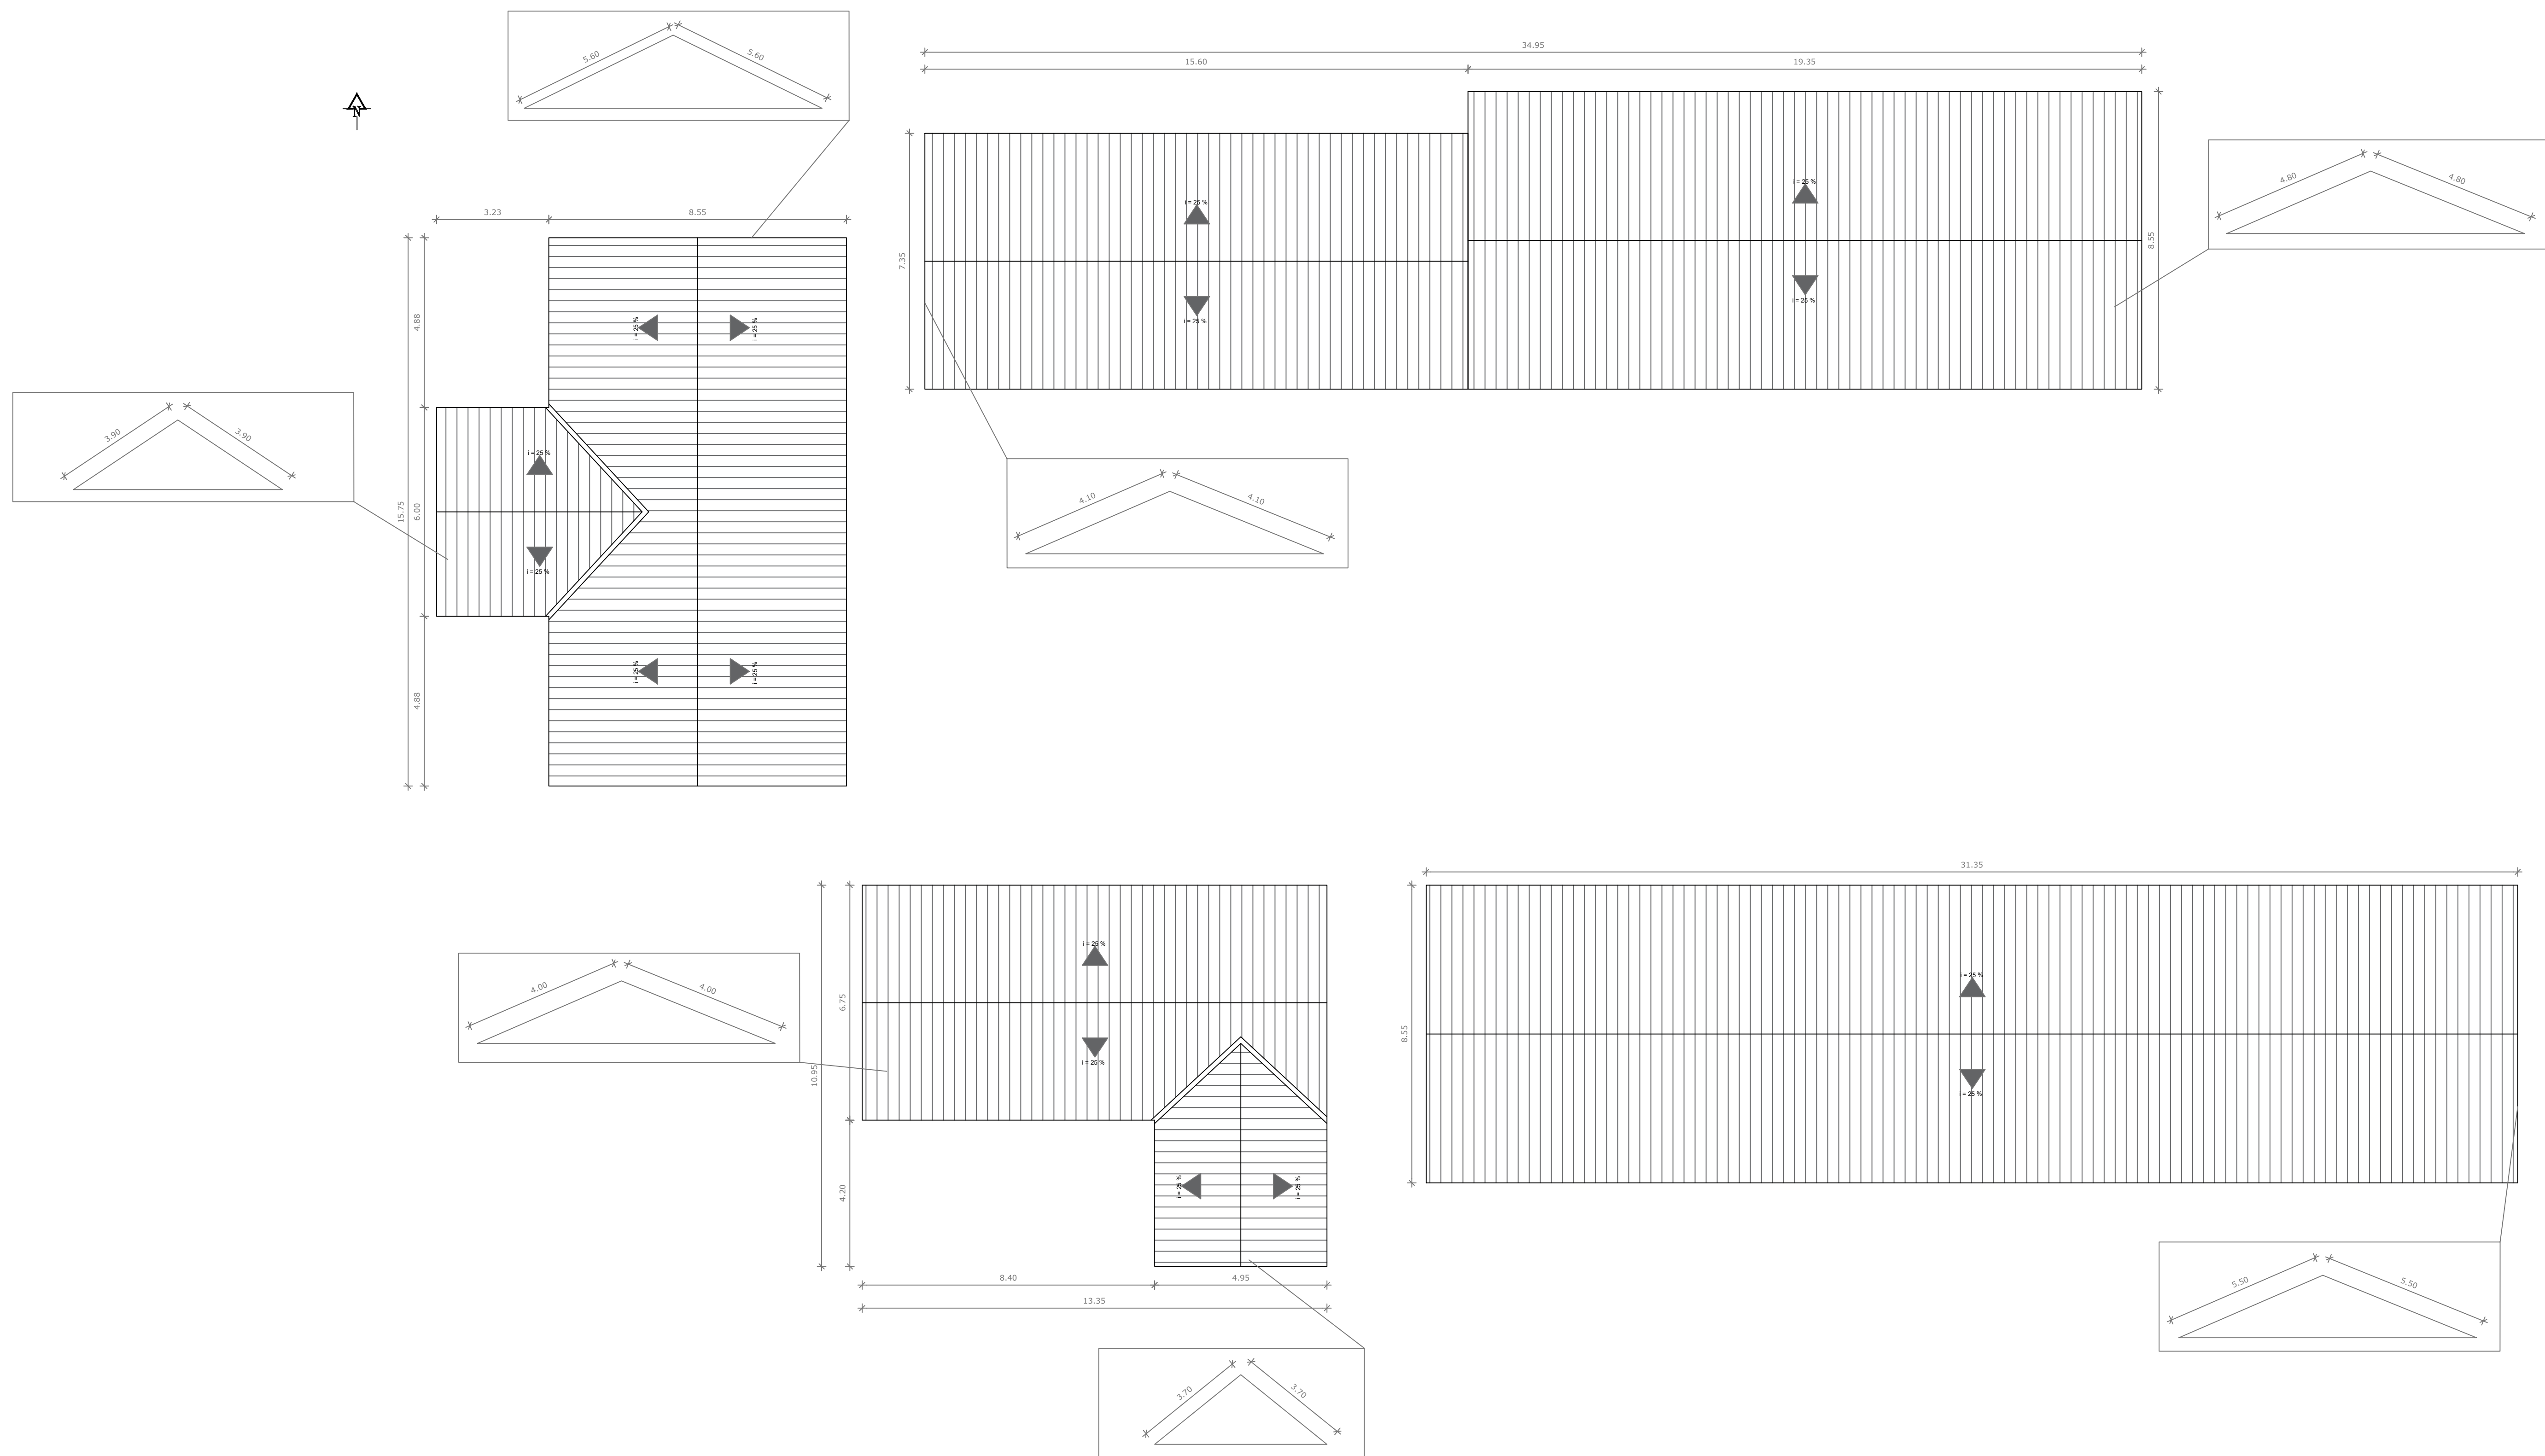 5.60
5.60
34.95
15.60
19.35
N
4.80
4.80
3.23
8.55
i = 25 %
i = 25 %
i = 25 %
i = 25 %
7.35
8.55
4.88
i = 25 %
i = 25 %
3.90
3.90
i = 25 %
i = 25 %
15.75
6.00
4.10
4.10
i = 25 %
i = 25 %
4.88
31.35
i = 25 %
i = 25 %
4.00
4.00
6.75
10.95
i = 25 %
i = 25 %
8.55
4.20
i = 25 %
i = 25 %
8.40
4.95
13.35
5.50
5.50
3.70
3.70